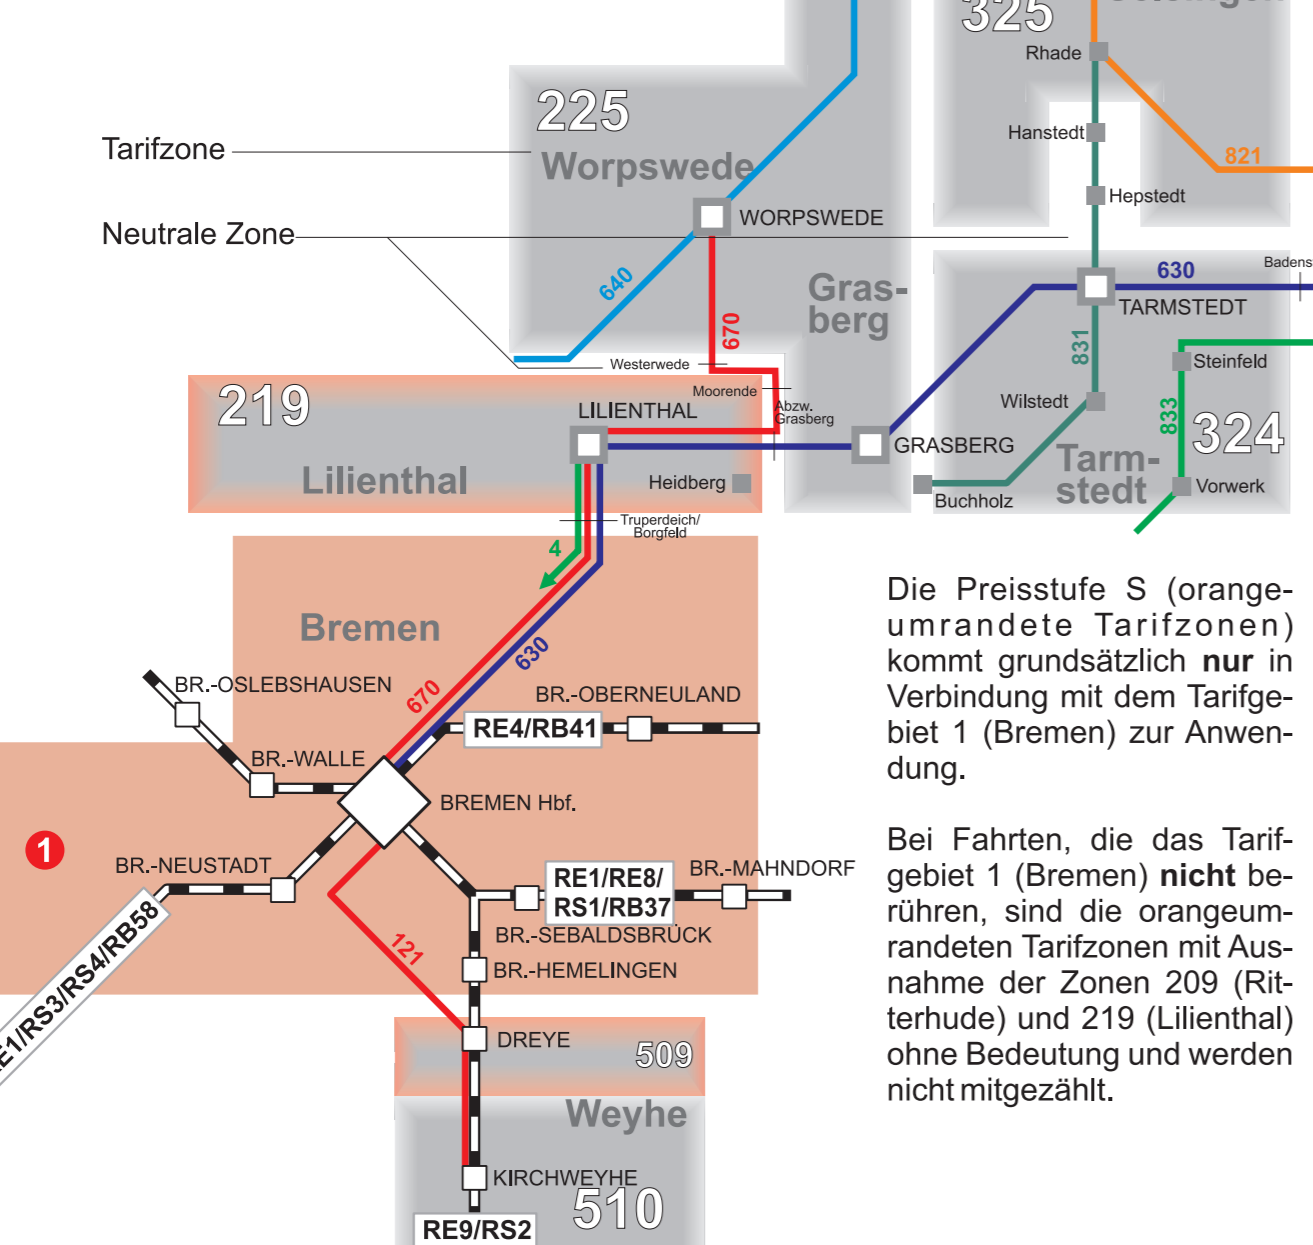 325
Rhade
225
Hanstedt
Tarifzone
Worpswede
821
Hepstedt
WORPSWEDE
Neutrale Zone
640
Gras-
berg
630
TARMSTEDT
670
831
Westerwede
Steinfeld
219
Moorende
Abzw.
Grasberg
LILIENTHAL
Wilstedt
833
324
GRASBERG
Lilienthal
Heidberg
Tarm-
stedt
Vorwerk
Buchholz
Truperdeich/
Borgfeld
4
Bremen
630
BR.-OSLEBSHAUSEN
670
BR.-OBERNEULAND
RE4/RB41
BR.-WALLE
BREMEN Hbf.
1
BR.-NEUSTADT
RE1/RE8/
RS1/RB37
BR.-MAHNDORF
/RS3/RS4/RB58
121
BR.-SEBALDSBRÜCK
BR.-HEMELINGEN
DREYE
509
Weyhe
KIRCHWEYHE
510
RE9/RS2
Die Preisstufe S (orange-
umrandete Tarifzonen)
kommt grundsätzlich nur in
Verbindung mit dem Tarifge-
biet 1 (Bremen) zur Anwen-
dung.
Bei Fahrten, die das Tarif-
gebiet 1 (Bremen) nicht be-
rühren, sind die orangeum-
randeten Tarifzonen mit Aus-
nahme der Zonen 209 (Rit-
terhude) und 219 (Lilienthal)
ohne Bedeutung und werden
nicht mitgezählt.